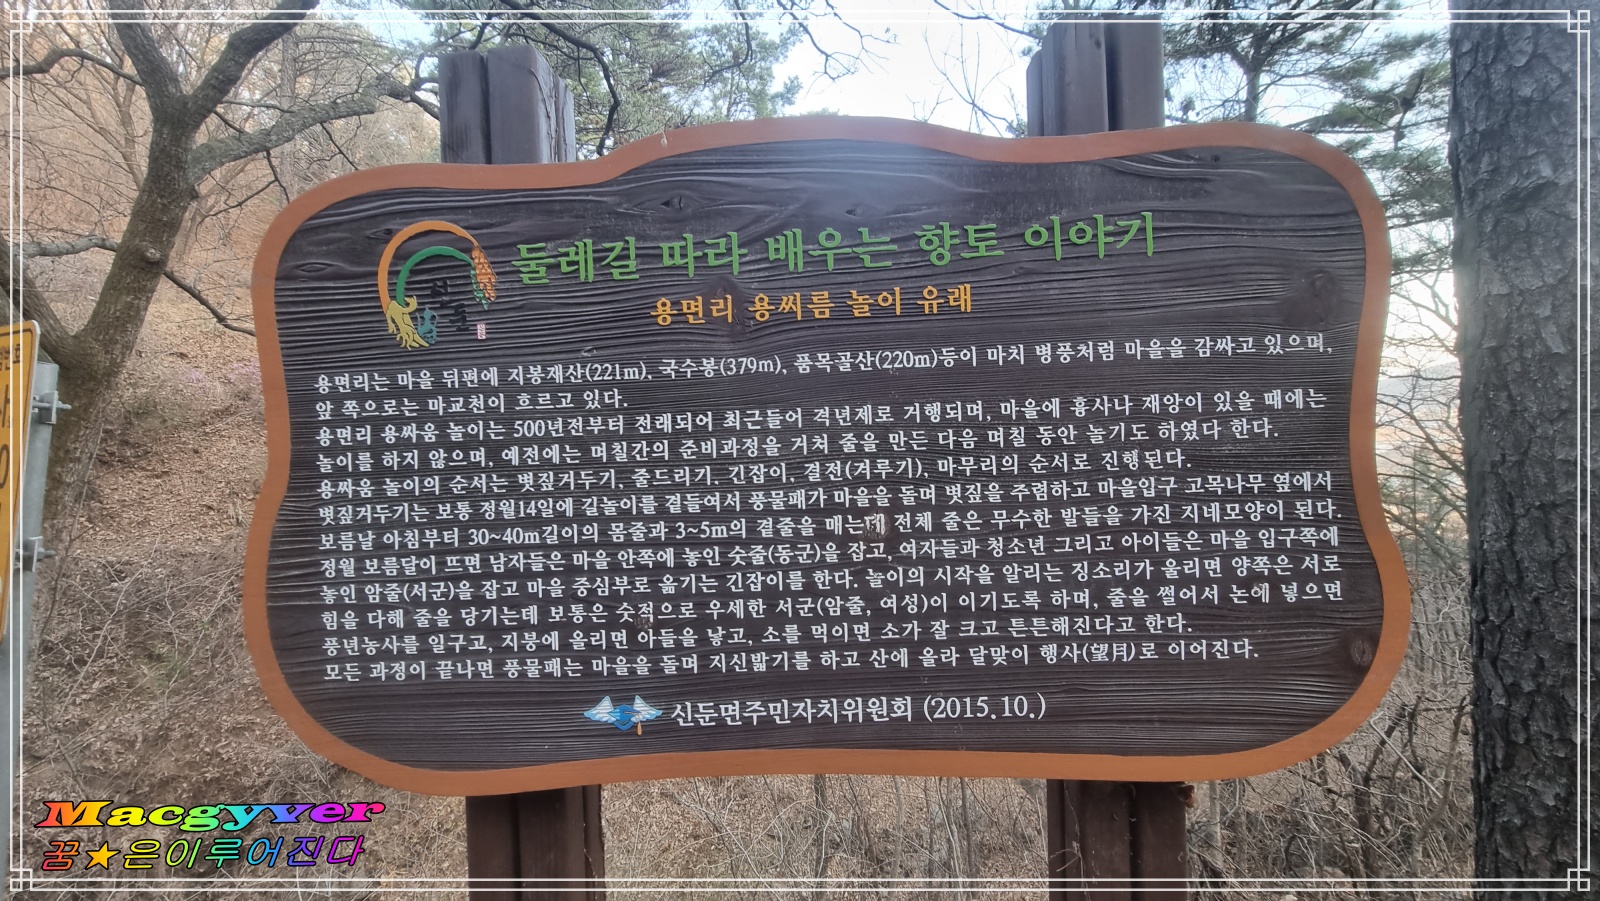 둘레길 따라 배우는 향토 이야기
용면리 용씨름 놀이 유래
용면리는 마을 뒤편에 지봉재산(221m), 국수봉(379m), 품목골산(220m)등이 마치 병풍처럼 마을을 감싸고 있으며,
앞 쪽으로는 마교천이 흐르고 있다.
용면리 용싸움 놀이는 500년전부터 전래되어 최근들어 격년제로 거행되며, 마을에 흉사나 재앙이 있을 때에는
놀이를 하지 않으며, 예전에는 며칠간의 준비과정을 거쳐 줄을 만든 다음 며칠 동안 놀기도 하였다 한다.
용싸움 놀이의 순서는 볏짚거두기, 줄드리기. 긴잡이, 결전(겨루기), 마무리의 순서로 진행된다.
볏짚거두기는 보통 정월14일에 길놀이를 곁들여서 풍물패가 마을을 돌며 볏짚을 주렴하고 마을입구 고목나무 옆에서
보름날 아침부터 30~40m길이의 몸줄과 3~5m의 곁줄을 매는데 전체 줄은 무수한 발들을 가진 지네모양이 된다.
정월 보름달이 뜨면 남자들은 마을 안쪽에 놓인 숫줄(동군)을 잡고, 여자들과 청소년 그리고 아이들은 마을 입구쪽에
놓인 암줄(서군)을 잡고 마을 중심부로 옮기는 긴잡이를 한다. 놀이의 시작을 알리는 징소리가 울리면 양쪽은 서로
힘을 다해 줄을 당기는데 보통은 숫적으로 우세한 서군(암줄, 여성)이 이기도록 하며, 줄을 썰어서 논에 넣으면
풍년농사를 일구고, 지붕에 올리면 아들을 낳고, 소를 먹이면 소가 잘 크고 튼튼해진다고 한다.
모든 과정이 끝나면 풍물패는 마을을 돌며 지신밟기를 하고 산에 올라 달맞이 행사(望月)로 이어진다.
신둔면주민자치위원회 (2015.10.)
Macgyver
꿈★은이루어진다